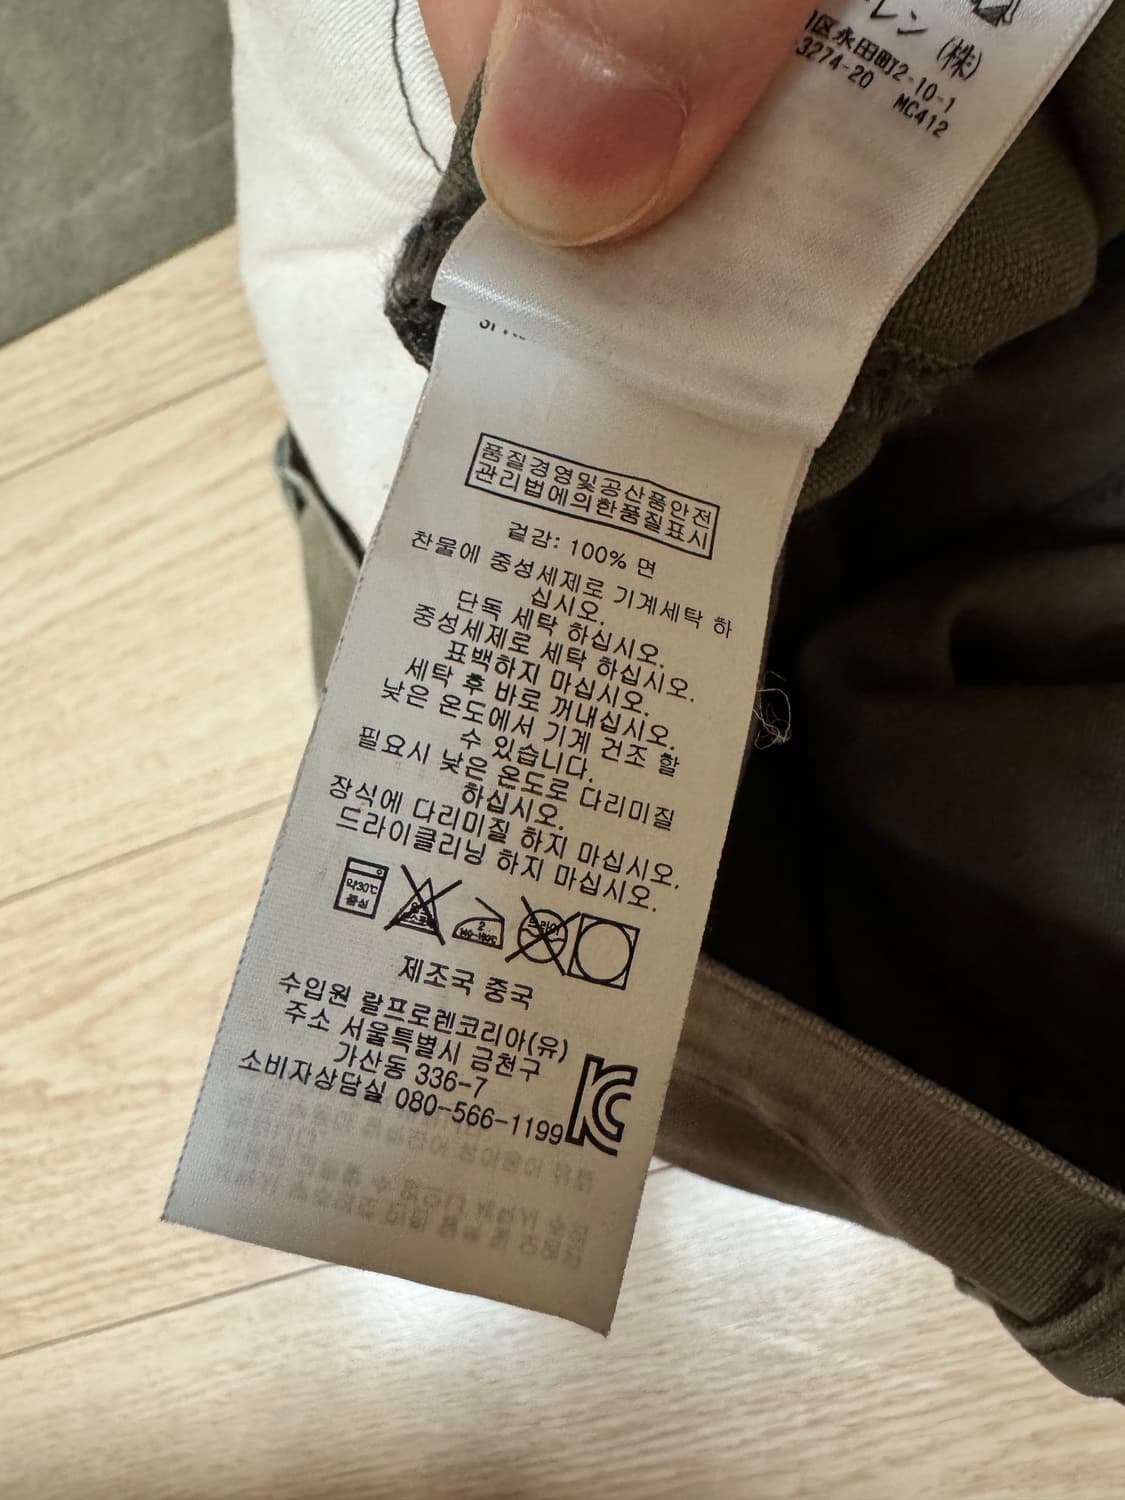 レン (株)
区永田町2-10-1
3274-20 MC412
품질경영및공산품안전
관리법에의한품질표시
겉감: 100% 면
찬물에 중성세제로 기계세탁 하
십시오.
단독 세탁 하십시오.
중성세제로 세탁 하십시오.
표백하지 마십시오.
세탁 후 바로 꺼내십시오.
낮은 온도에서 기계 건조 할
수 있습니다.
필요시 낮은 온도로 다리미질
하십시오.
장식에 다리미질 하지 마십시오.
드라이클리닝 하지 마십시오.
약30℃
중성
2
드라이
제조국 중국
수입원 랄프로렌코리아(유)
주소 서울특별시 금천구
가산동 336-7
소비자상담실 080-566-1199